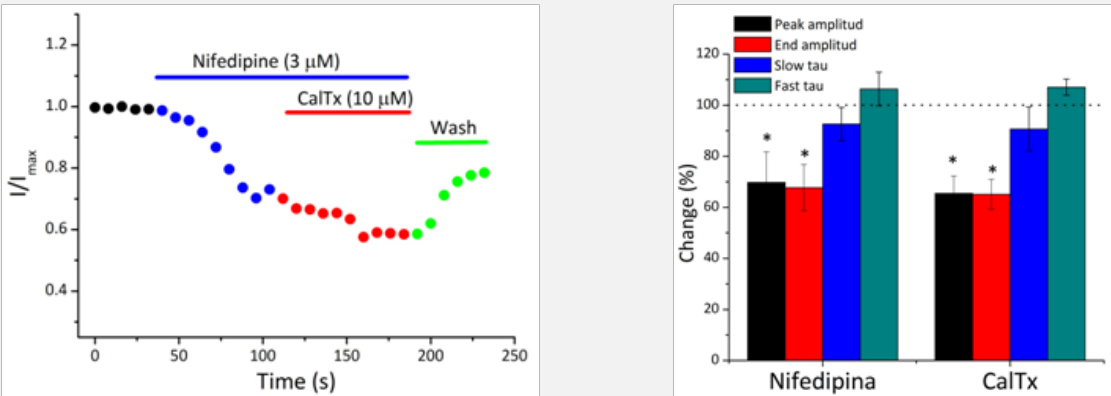 1.2
1.0
0.8
0.6
0.4
I/Imax
Nifedipine (3 μM)
CalTx (10 μM)
Wash
0 50 100 150 200 250
Time (s)
Peak amplitud
End amplitud
Slow tau
Fast tau
120
100
80
60
40
20
0
Change (%)
* * * *
Nifedipina CalTx